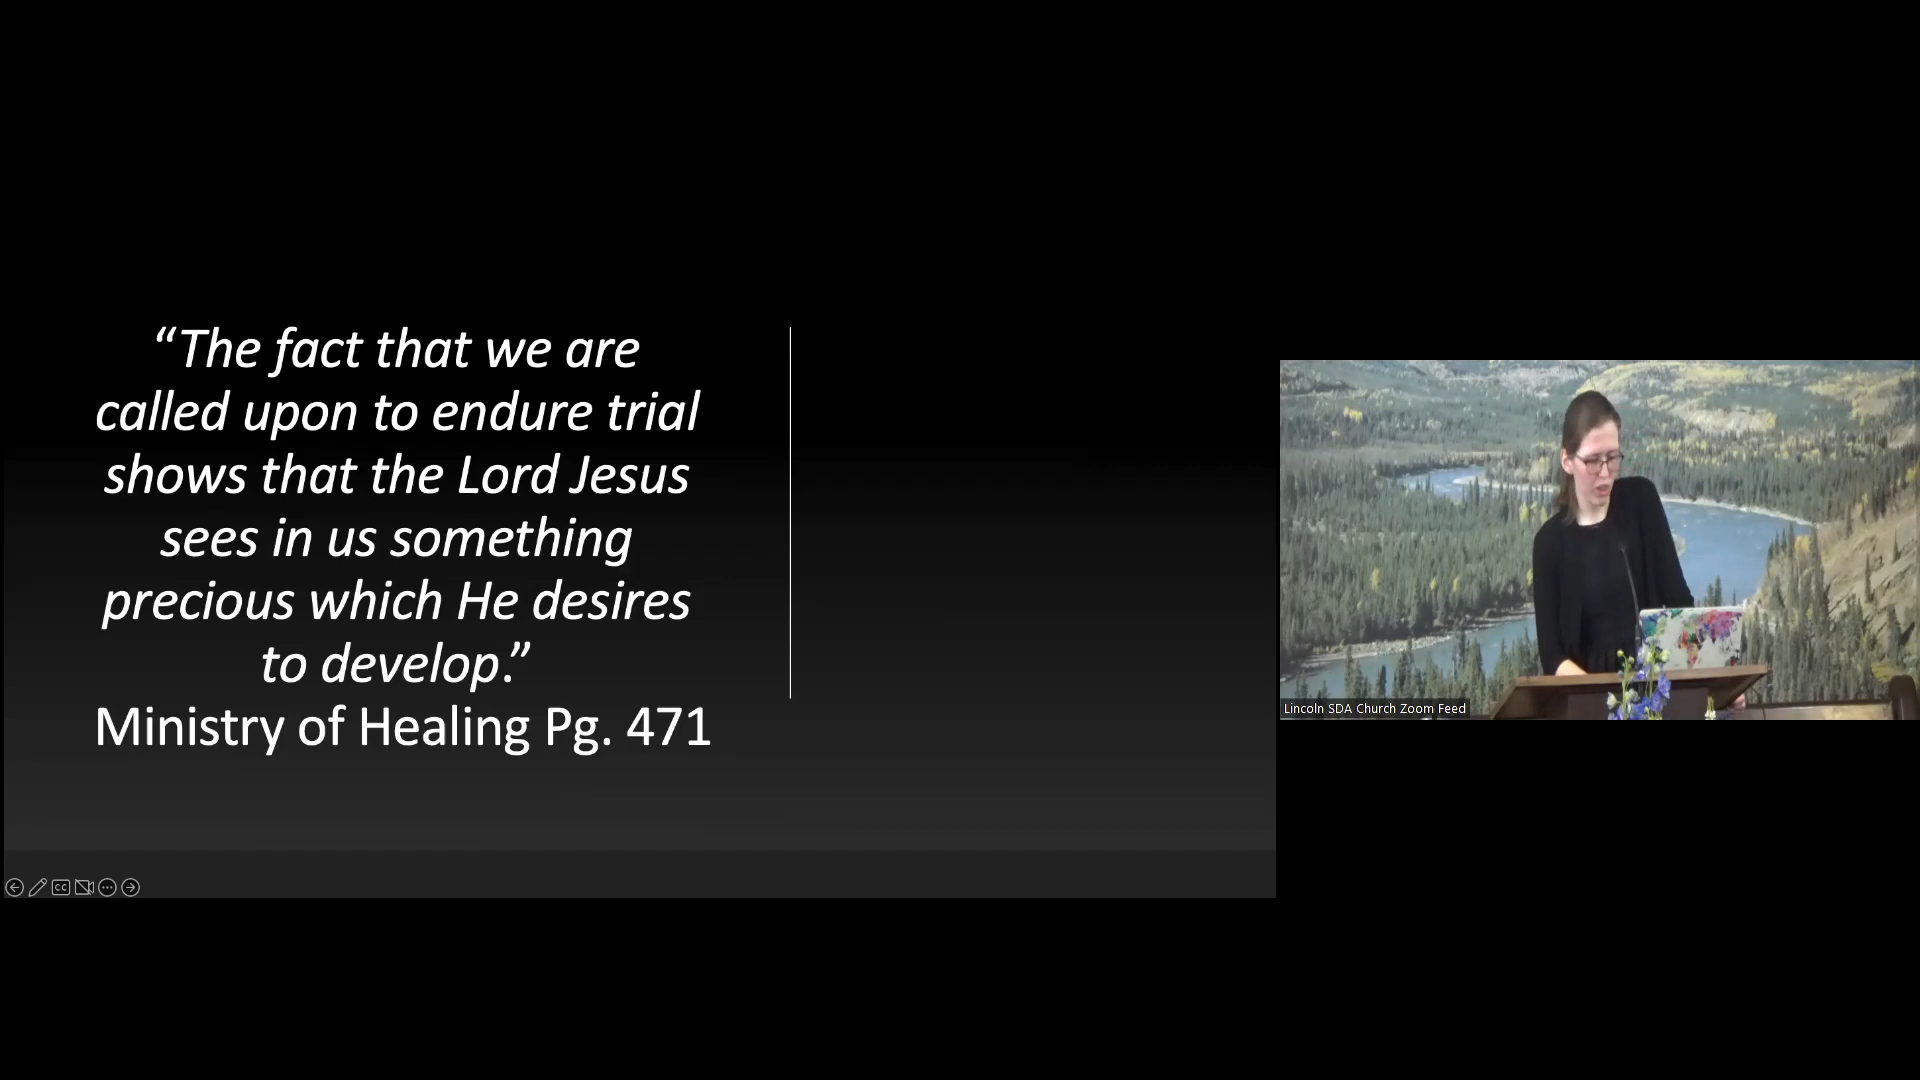 “The fact that we are
called upon to endure trial
shows that the Lord Jesus
sees in us something
precious which He desires
to develop.”
Ministry of Healing Pg. 471
CC
Lincoln SDA Church Zoom Feed